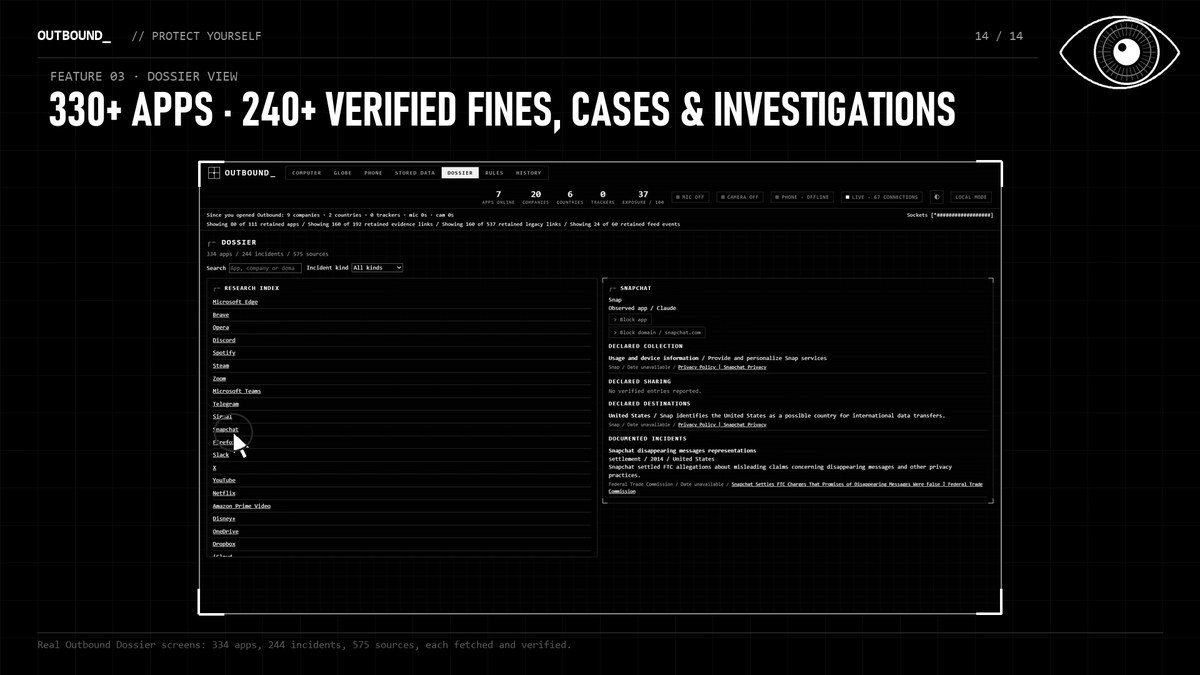 OUTBOUND_ // PROTECT YOURSELF
14 / 14
FEATURE 03 · DOSSIER VIEW
330+ APPS · 240+ VERIFIED FINES, CASES & INVESTIGATIONS
OUTBOUND_ COMPUTER GLOBE PHONE STORED DATA DOSSIER RULES HISTORY
7 20 6 0 37
APPS ONLINE COMPANIES COUNTRIES TRACKERS EXPOSURE / 100
MIC OFF CAMERA OFF PHONE · OFFLINE LIVE · 67 CONNECTIONS LOCAL MODE
Since you opened Outbound: 9 companies · 2 countries · 0 trackers · mic 0s · cam 0s
Showing 80 of 111 retained apps / Showing 160 of 192 retained evidence links / Showing 160 of 537 retained legacy links / Showing 24 of 60 retained feed events
DOSSIER
334 apps / 244 incidents / 575 sources
Search App, company or doma Incident kind All kinds
RESEARCH INDEX
Microsoft Edge
Brave
Opera
Discord
Spotify
Steam
Zoom
Microsoft Teams
Telegram
Snapchat
Slack
X
YouTube
Netflix
Amazon Prime Video
Disney+
OneDrive
Dropbox
SNAPCHAT
Snap
Observed app / Claude
> Block app
> Block domain / snapchat.com
DECLARED COLLECTION
Usage and device information / Provide and personalize Snap services
Snap / Date unavailable / Privacy Policy | Snapchat Privacy
DECLARED SHARING
No verified entries reported.
DECLARED DESTINATIONS
United States / Snap identifies the United States as a possible country for international data transfers.
Snap / Date unavailable / Privacy Policy | Snapchat Privacy
DOCUMENTED INCIDENTS
Snapchat disappearing messages representations
settlement / 2014 / United States
Snapchat settled FTC allegations about misleading claims concerning disappearing messages and other privacy
practices.
Federal Trade Commission / Date unavailable / Snapchat Settles FTC Charges That Promises of Disappearing Messages Were False | Federal Trade
Commission
Real Outbound Dossier screens: 334 apps, 244 incidents, 575 sources, each fetched and verified.